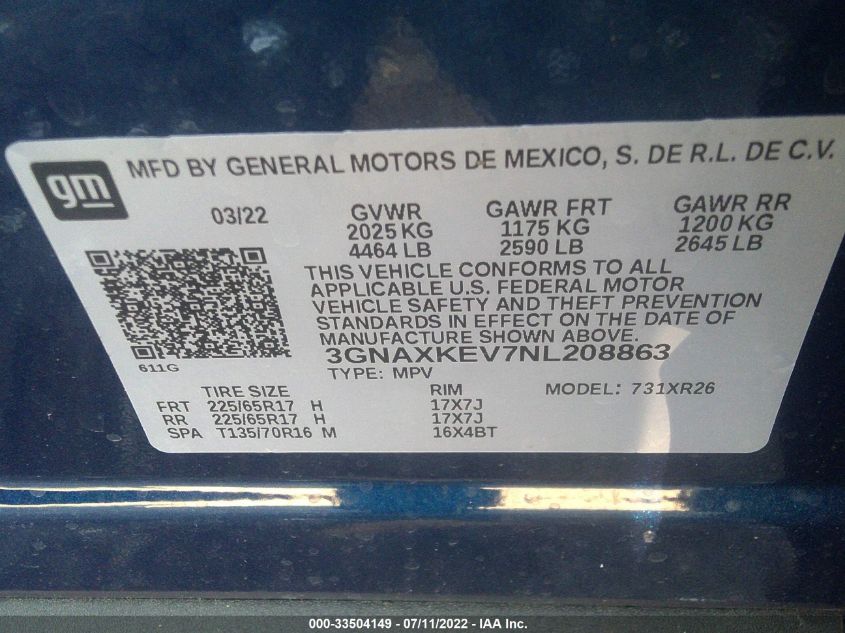 gm
MFD BY GENERAL MOTORS DE MEXICO, S. DE R.L. DE C.V.
03/22 GVWR GAWR FRT GAWR RR
2025 KG 1175 KG 1200 KG
4464 LB 2590 LB 2645 LB
THIS VEHICLE CONFORMS TO ALL
APPLICABLE U.S. FEDERAL MOTOR
VEHICLE SAFETY AND THEFT PREVENTION
STANDARDS IN EFFECT ON THE DATE OF
MANUFACTURE SHOWN ABOVE.
3GNAXKEV7NL208863
611G
TYPE: MPV MODEL: 731XR26
TIRE SIZE RIM
FRT 225/65R17 H 17X7J
RR 225/65R17 H 17X7J
SPA T135/70R16 M 16X4BT
000-33504149 - 07/11/2022 - IAA Inc.